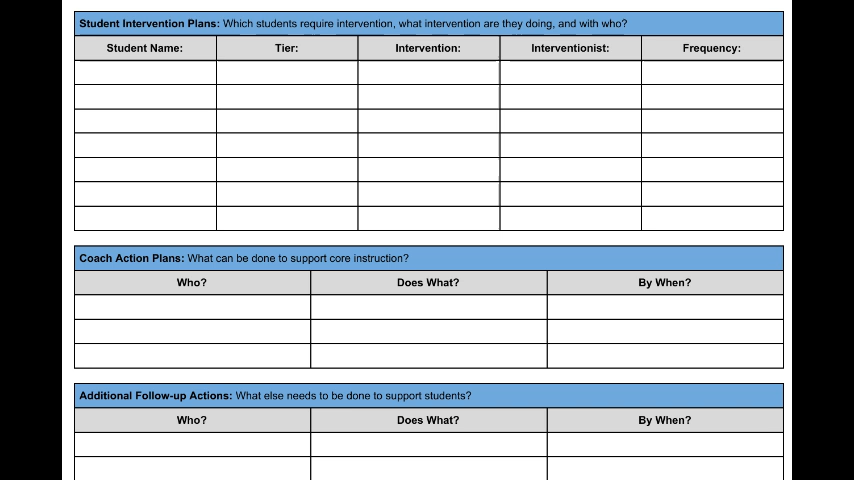 Student Intervention Plans: Which students require intervention, what intervention are they doing, and with who?
Student Name: Tier: Intervention: Interventionist: Frequency:
Coach Action Plans: What can be done to support core instruction?
Who? Does What? By When?
Additional Follow-up Actions: What else needs to be done to support students?
Who? Does What? By When?